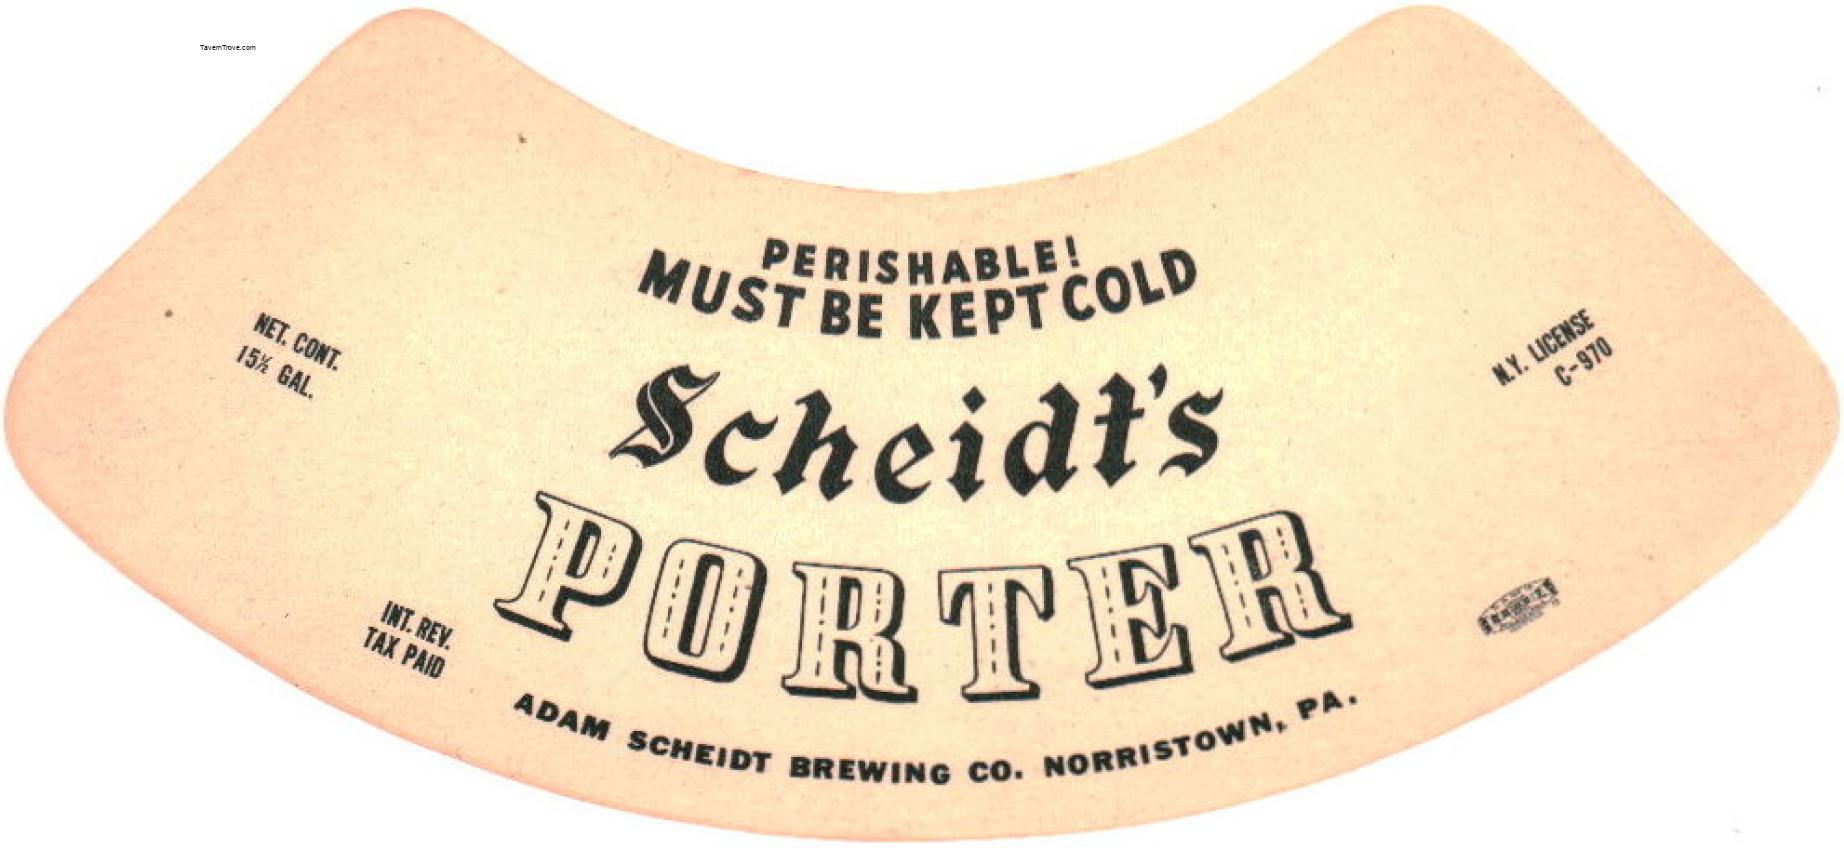 TavernTrove.com
PERISHABLE!
MUST BE KEPT COLD
NET. CONT.
15½ GAL.
N.Y. LICENSE
C-970
Scheidt's
PORTER
INT. REV.
TAX PAID
ADAM SCHEIDT BREWING CO. NORRISTOWN, PA.